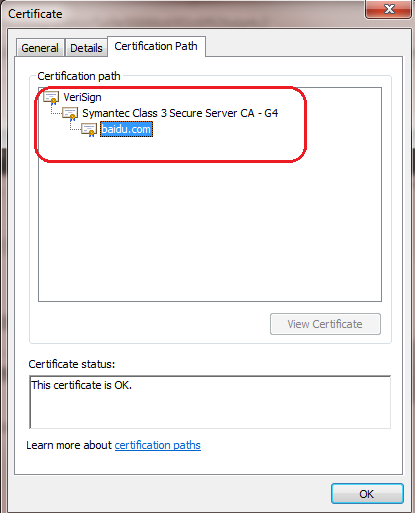 Certificate
General Details Certification Path
Certification path
VeriSign
Symantec Class 3 Secure Server CA - G4
baidu.com
View Certificate
Certificate status:
This certificate is OK.
Learn more about certification paths
OK